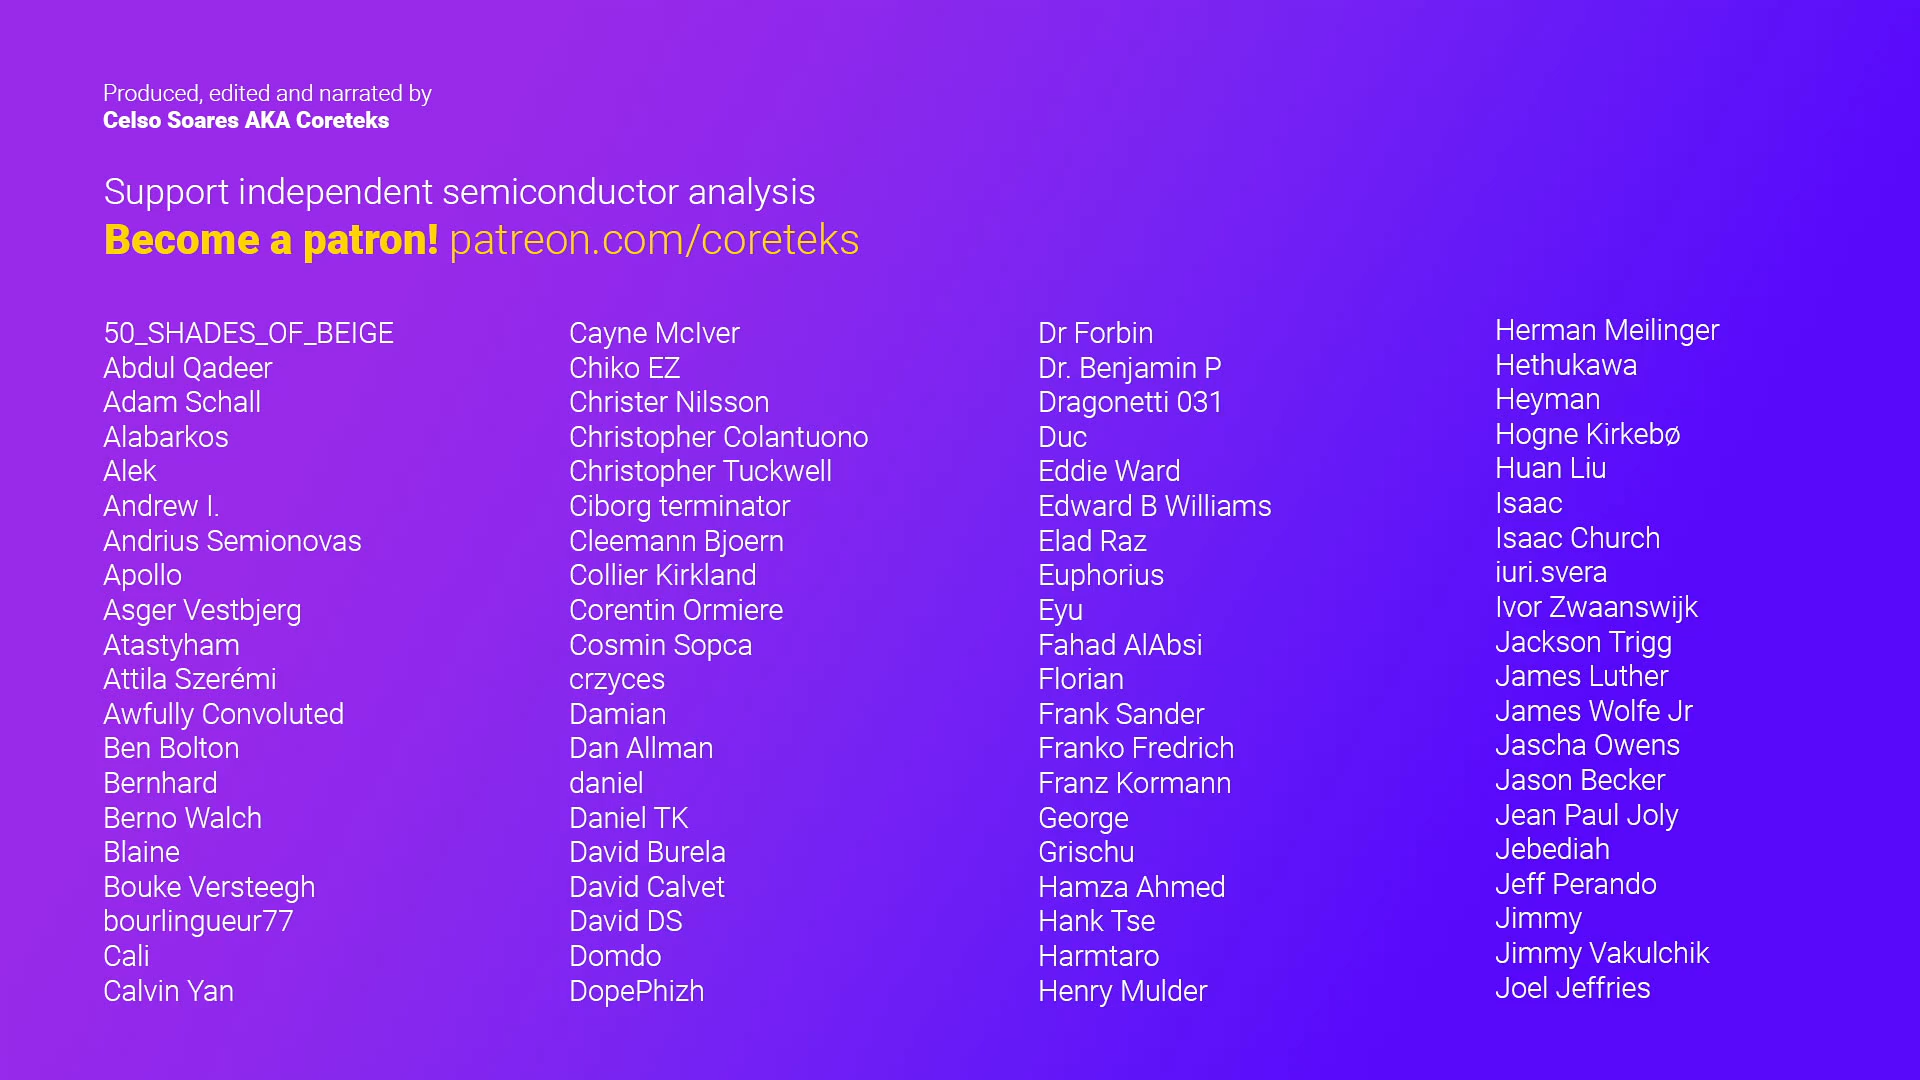 Produced, edited and narrated by
Celso Soares AKA Coreteks
Support independent semiconductor analysis
Become a patron! patreon.com/coreteks
50_SHADES_OF_BEIGE
Abdul Qadeer
Adam Schall
Alabarkos
Alek
Andrew I.
Andrius Semionovas
Apollo
Asger Vestbjerg
Atastyham
Attila Szerémi
Awfully Convoluted
Ben Bolton
Bernhard
Berno Walch
Blaine
Bouke Versteegh
bourlingueur77
Cali
Calvin Yan
Cayne McIver
Chiko EZ
Christer Nilsson
Christopher Colantuono
Christopher Tuckwell
Ciborg terminator
Cleemann Bjoern
Collier Kirkland
Corentin Ormiere
Cosmin Sopca
crzyces
Damian
Dan Allman
daniel
Daniel TK
David Burela
David Calvet
David DS
Domdo
DopePhizh
Dr Forbin
Dr. Benjamin P
Dragonetti 031
Duc
Eddie Ward
Edward B Williams
Elad Raz
Euphorius
Eyu
Fahad AlAbsi
Florian
Frank Sander
Franko Fredrich
Franz Kormann
George
Grischu
Hamza Ahmed
Hank Tse
Harmtaro
Henry Mulder
Herman Meilinger
Hethukawa
Heyman
Hogne Kirkebø
Huan Liu
Isaac
Isaac Church
iuri.svera
Ivor Zwaanswijk
Jackson Trigg
James Luther
James Wolfe Jr
Jascha Owens
Jason Becker
Jean Paul Joly
Jebediah
Jeff Perando
Jimmy
Jimmy Vakulchik
Joel Jeffries